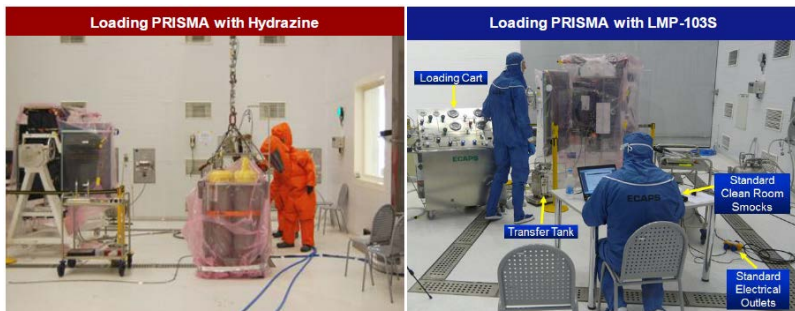 Loading PRISMA with Hydrazine
Loading PRISMA with LMP-103S
Loading Cart
ECAPS
ECAPS
Transfer Tank
Standard
Clean Room
Smocks
Standard
Electrical
Outlets